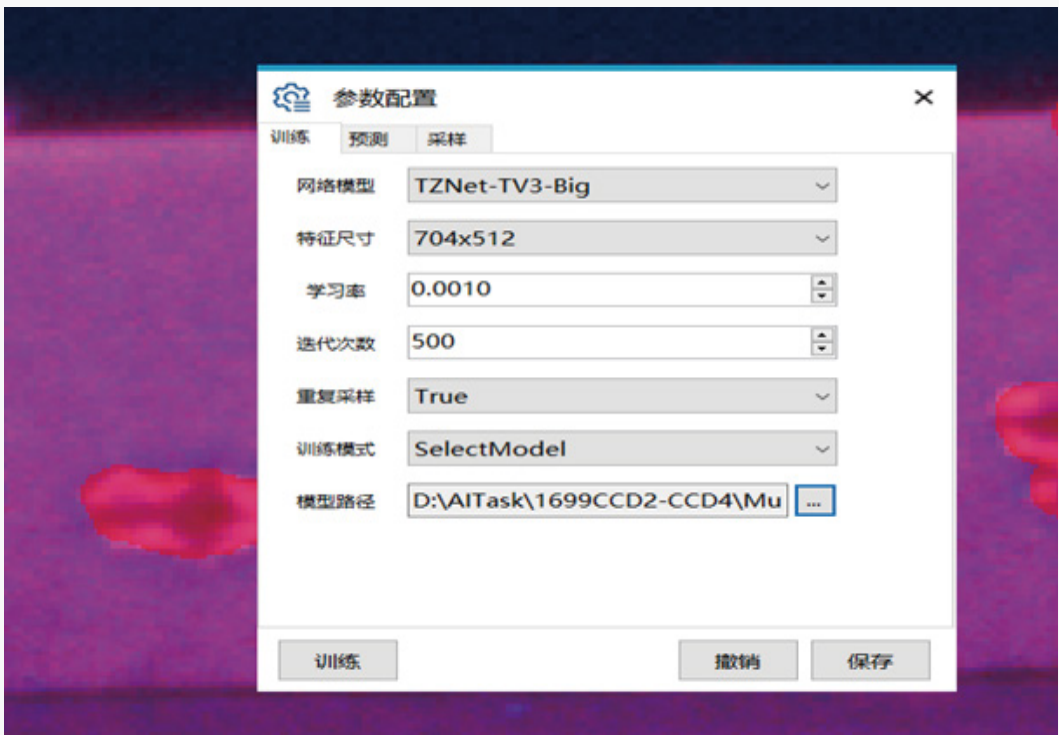 参数配置
训练 预测 采样
网络模型 TZNet-TV3-Big
特征尺寸 704x512
学习率 0.0010
迭代次数 500
重复采样 True
训练模式 SelectModel
模型路径 D:\AITask\1699CCD2-CCD4\Mu ...
训练 撤销 保存